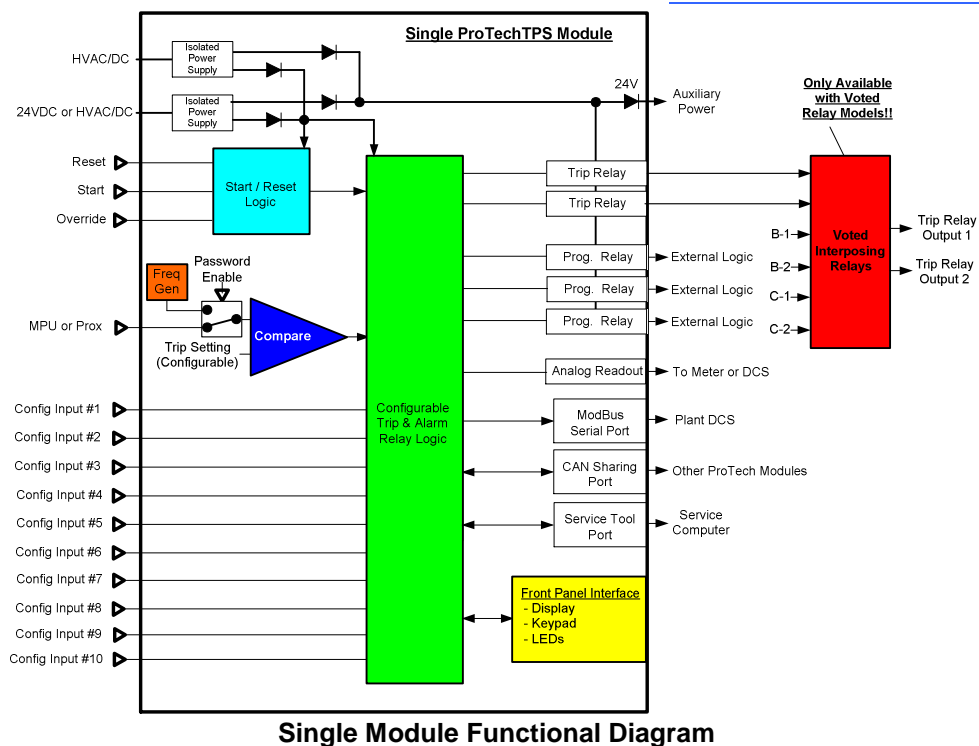 Single ProTechTPS Module
HVAC/DC
Isolated
Power
Supply
24VDC or HVAC/DC
Isolated
Power
Supply
24V
Auxiliary
Power
Only Available
with Voted
Relay Models!!
Reset
Start
Override
Start / Reset
Logic
Trip Relay
Trip Relay
Prog. Relay
External Logic
Prog. Relay
External Logic
Prog. Relay
External Logic
B-1
B-2
C-1
C-2
Voted
Interposing
Relays
Trip Relay
Output 1
Trip Relay
Output 2
Password
Enable
Freq
Gen
MPU or Prox
Compare
Trip Setting
(Configurable)
Analog Readout
To Meter or DCS
Config Input #1
Config Input #2
Config Input #3
Config Input #4
Config Input #5
Config Input #6
Config Input #7
Config Input #8
Config Input #9
Config Input #10
Configurable
Trip & Alarm
Relay Logic
ModBus
Serial Port
Plant DCS
CAN Sharing
Port
Other ProTech Modules
Service Tool
Port
Service
Computer
Front Panel Interface
- Display
- Keypad
- LEDs
Single Module Functional Diagram